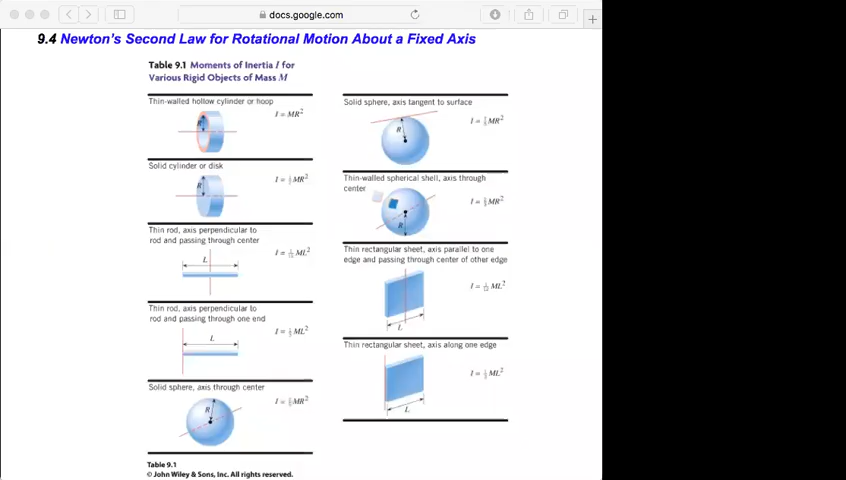 docs.google.com
9.4 Newton's Second Law for Rotational Motion About a Fixed Axis
Table 9.1 Moments of Inertia I for
Various Rigid Objects of Mass M
Thin-walled hollow cylinder or hoop
R
I = MR²
Solid cylinder or disk
R
I = ½MR²
Thin rod, axis perpendicular to
rod and passing through center
L
I = 1/12 ML²
Thin rod, axis perpendicular to
rod and passing through one end
L
I = ⅓ML²
Solid sphere, axis through center
R
I = ⅖MR²
Solid sphere, axis tangent to surface
R
Thin-walled spherical shell, axis through
center
R
I = ⅔MR²
Thin rectangular sheet, axis parallel to one
edge and passing through center of other edge
L
I = 1/12 ML²
Thin rectangular sheet, axis along one edge
L
I = ⅓ML²
Table 9.1
© John Wiley & Sons, Inc. All rights reserved.